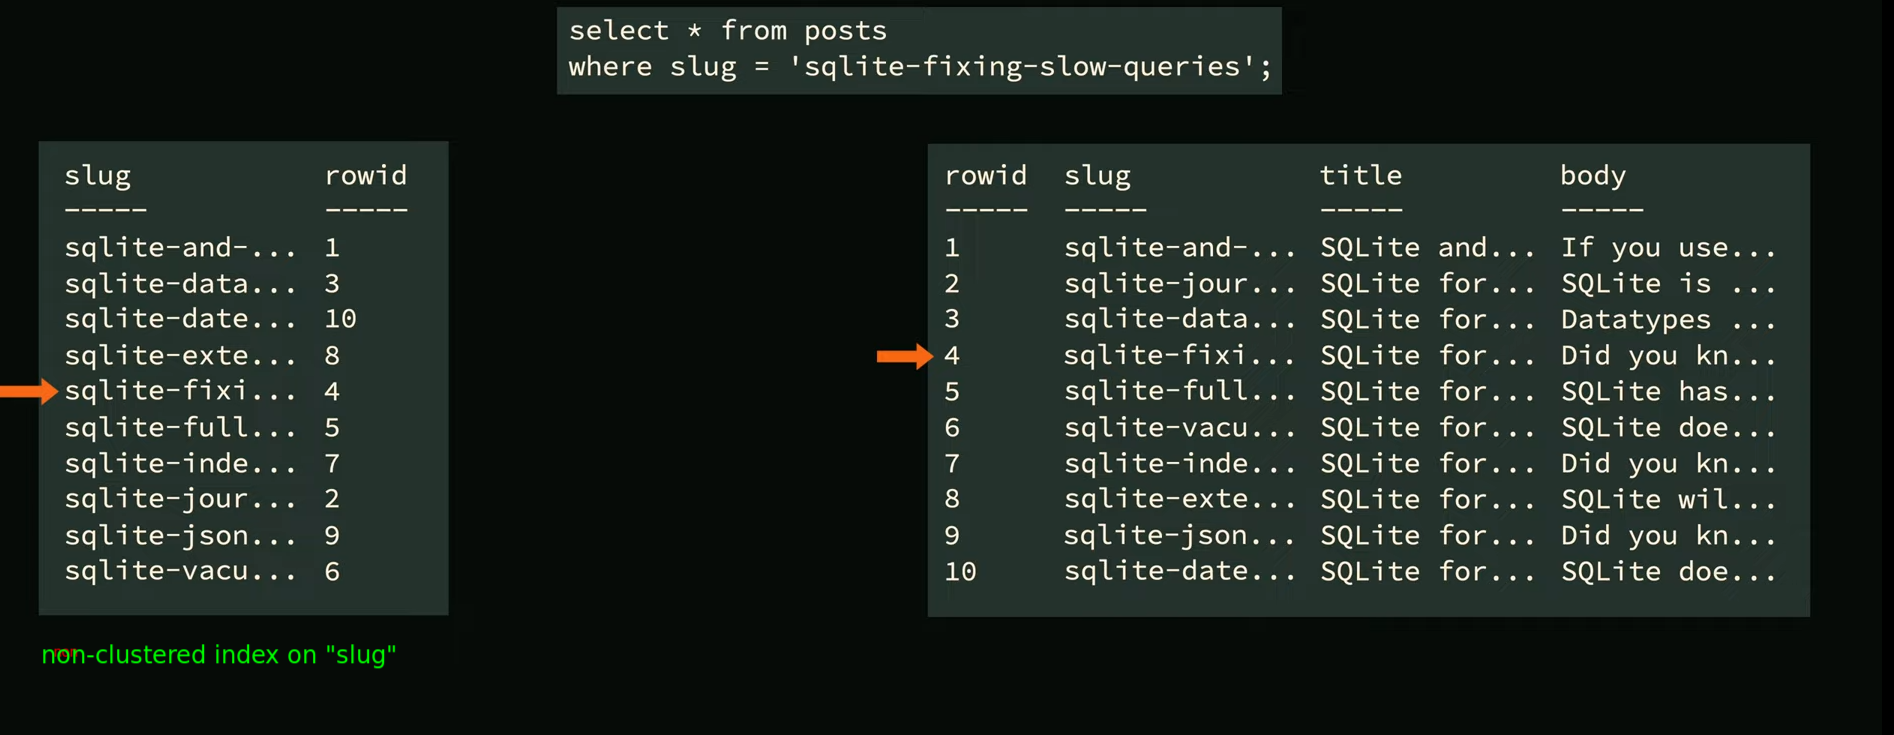 select * from posts
where slug = 'sqlite-fixing-slow-queries';
slug rowid
----- -----
sqlite-and-... 1
sqlite-data... 3
sqlite-date... 10
sqlite-exte... 8
sqlite-fixi... 4
sqlite-full... 5
sqlite-inde... 7
sqlite-jour... 2
sqlite-json... 9
sqlite-vacu... 6
non-clustered index on "slug"
rowid slug title body
----- ----- ----- -----
1 sqlite-and-... SQLite and... If you use...
2 sqlite-jour... SQLite for... SQLite is ...
3 sqlite-data... SQLite for... Datatypes ...
4 sqlite-fixi... SQLite for... Did you kn...
5 sqlite-full... SQLite for... SQLite has...
6 sqlite-vacu... SQLite for... SQLite doe...
7 sqlite-inde... SQLite for... Did you kn...
8 sqlite-exte... SQLite for... SQLite wil...
9 sqlite-json... SQLite for... Did you kn...
10 sqlite-date... SQLite for... SQLite doe...